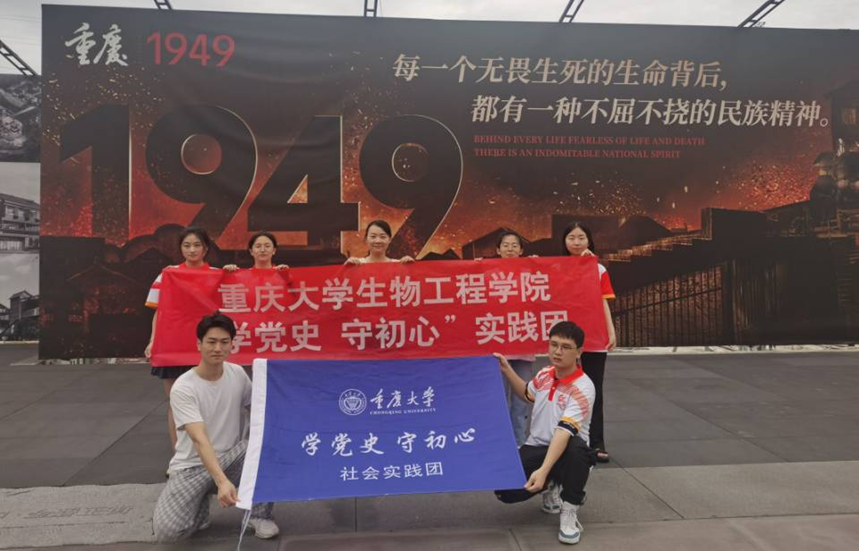 重庆 1949
每一个无畏生死的生命背后,
都有一种不屈不挠的民族精神。
BEHIND EVERY LIFE FEARLESS OF LIFE AND DEATH
THERE IS AN INDOMITABLE NATIONAL SPIRIT
1949
重庆大学生物工程学院
学党史 守初心”实践团
重庆大学
CHONGQING UNIVERSITY
学党史 守初心
社会实践团